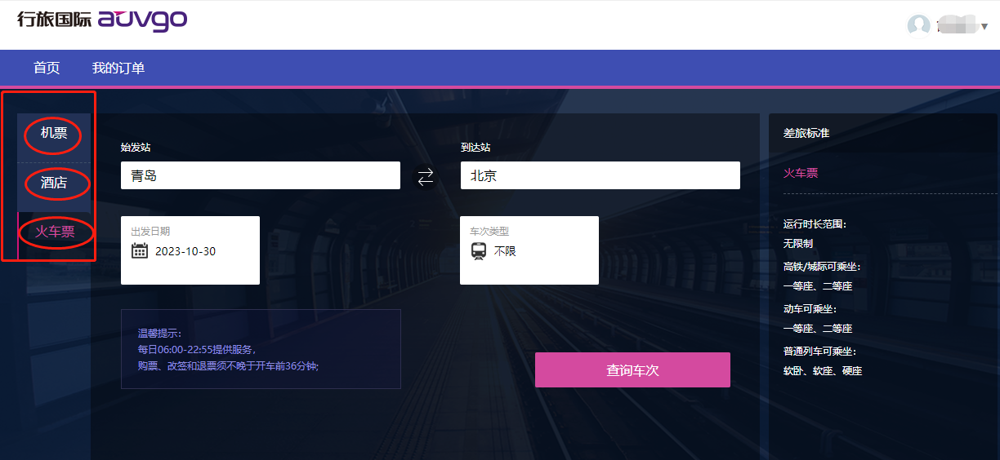 行旅国际 auvgo
首页
我的订单
机票
酒店
火车票
始发站
青岛
到达站
北京
出发日期
2023-10-30
车次类型
不限
温馨提示:
每日06:00-22:55提供服务,
购票、改签和退票须不晚于开车前36分钟;
查询车次
差旅标准
火车票
运行时长范围:
无限制
高铁/城际可乘坐:
一等座、二等座
动车可乘坐:
一等座、二等座
普通列车可乘坐:
软卧、软座、硬座